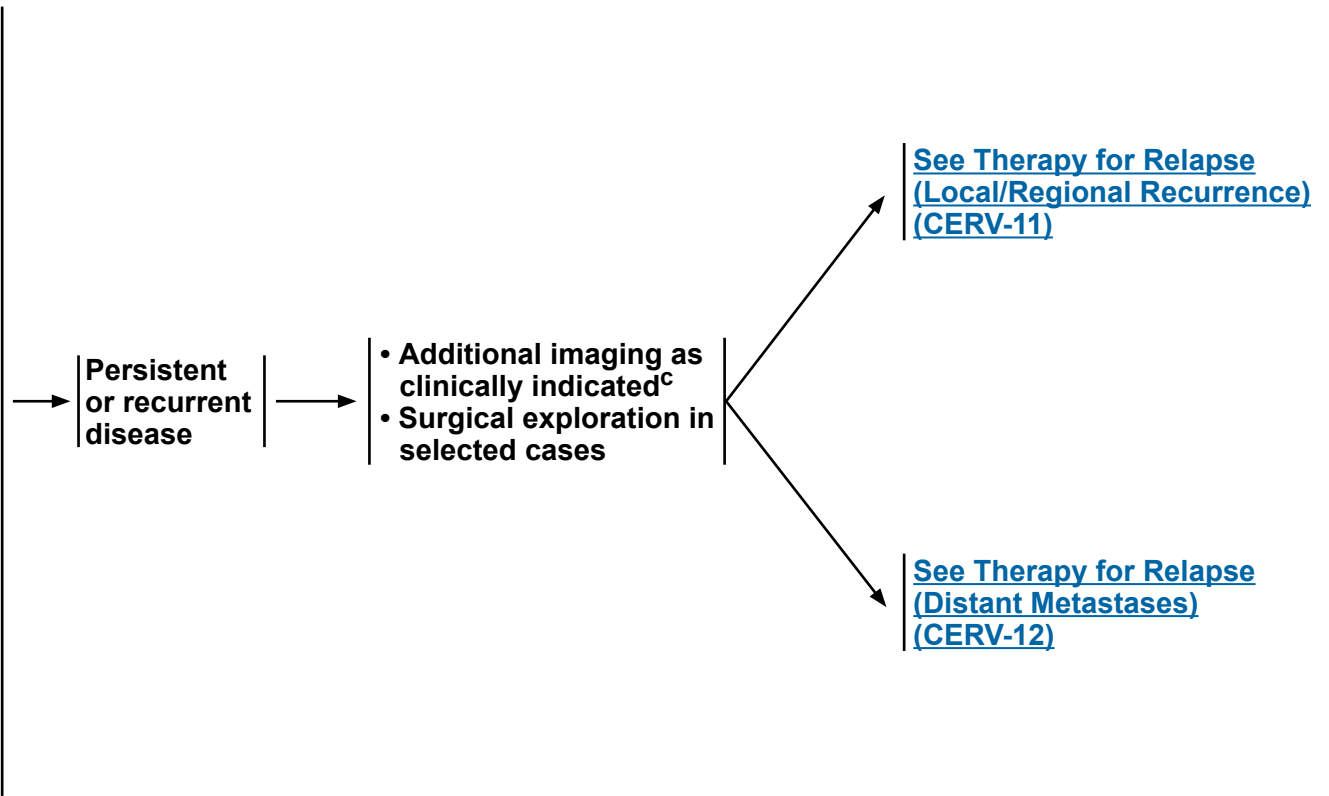 Persistent
or recurrent
disease
• Additional imaging as
clinically indicatedᶜ
• Surgical exploration in
selected cases
See Therapy for Relapse
(Local/Regional Recurrence)
(CERV-11)
See Therapy for Relapse
(Distant Metastases)
(CERV-12)